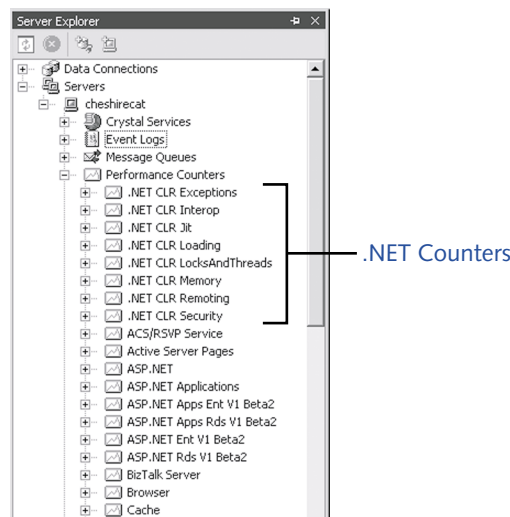 Server Explorer
Data Connections
Servers
cheshirecat
Crystal Services
Event Logs
Message Queues
Performance Counters
.NET CLR Exceptions
.NET CLR Interop
.NET CLR Jit
.NET CLR Loading
.NET CLR LocksAndThreads
.NET CLR Memory
.NET CLR Remoting
.NET CLR Security
.NET Counters
ACS/RSVP Service
Active Server Pages
ASP.NET
ASP.NET Applications
ASP.NET Apps Ent V1 Beta2
ASP.NET Apps Rds V1 Beta2
ASP.NET Ent V1 Beta2
ASP.NET Rds V1 Beta2
BizTalk Server
Browser
Cache